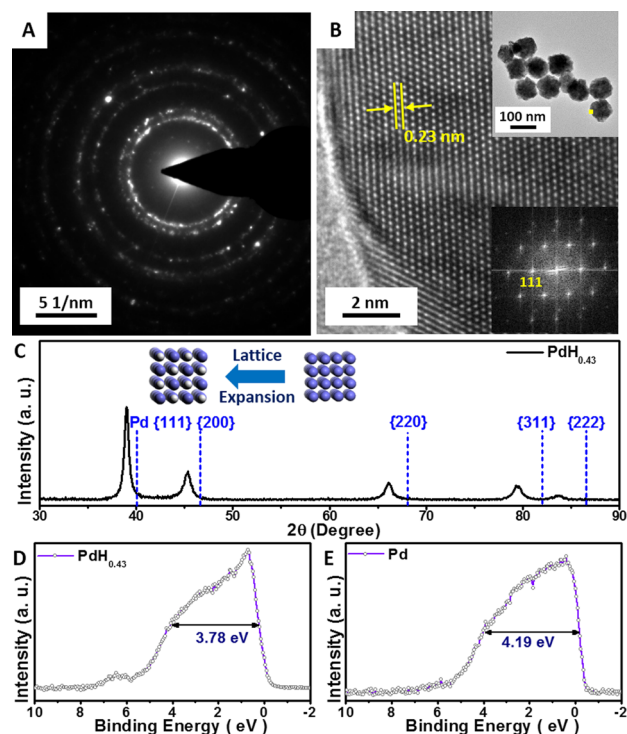 A
5 1/nm
B
0.23 nm
2 nm
100 nm
111
C
Lattice
Expansion
PdH0.43
Pd {111} {200} {220} {311} {222}
Intensity (a. u.)
30 40 50 60 70 80 90
2θ (Degree)
D
PdH0.43
3.78 eV
Intensity (a. u.)
10 8 6 4 2 0 -2
Binding Energy ( eV )
E
Pd
4.19 eV
Intensity (a. u.)
10 8 6 4 2 0 -2
Binding Energy ( eV )